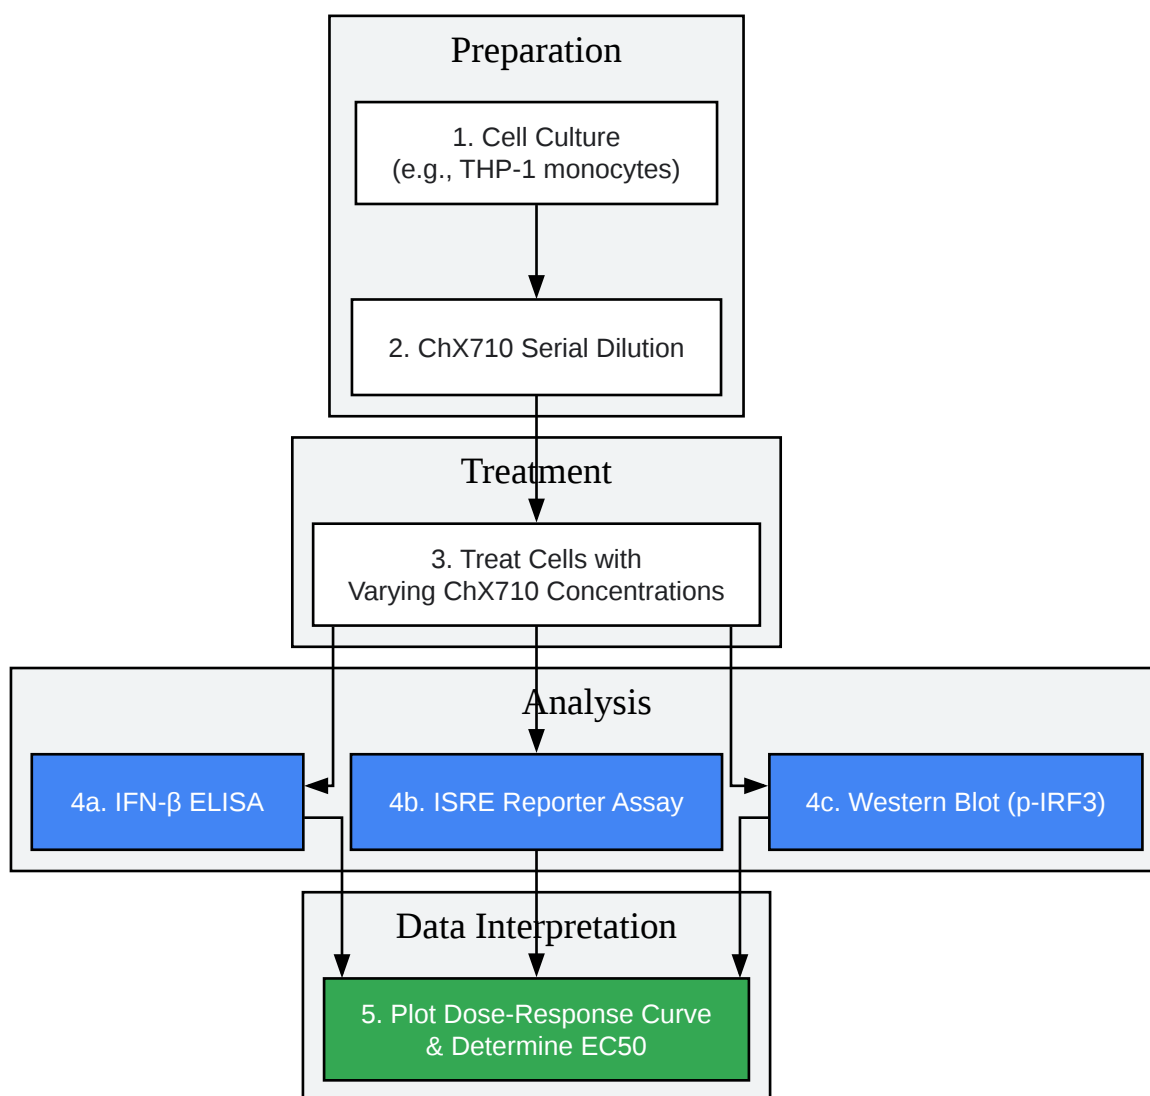 Preparation
1. Cell Culture
(e.g., THP-1 monocytes)
2. ChX710 Serial Dilution
Treatment
3. Treat Cells with
Varying ChX710 Concentrations
Analysis
4a. IFN-β ELISA
4b. ISRE Reporter Assay
4c. Western Blot (p-IRF3)
Data Interpretation
5. Plot Dose-Response Curve
& Determine EC50